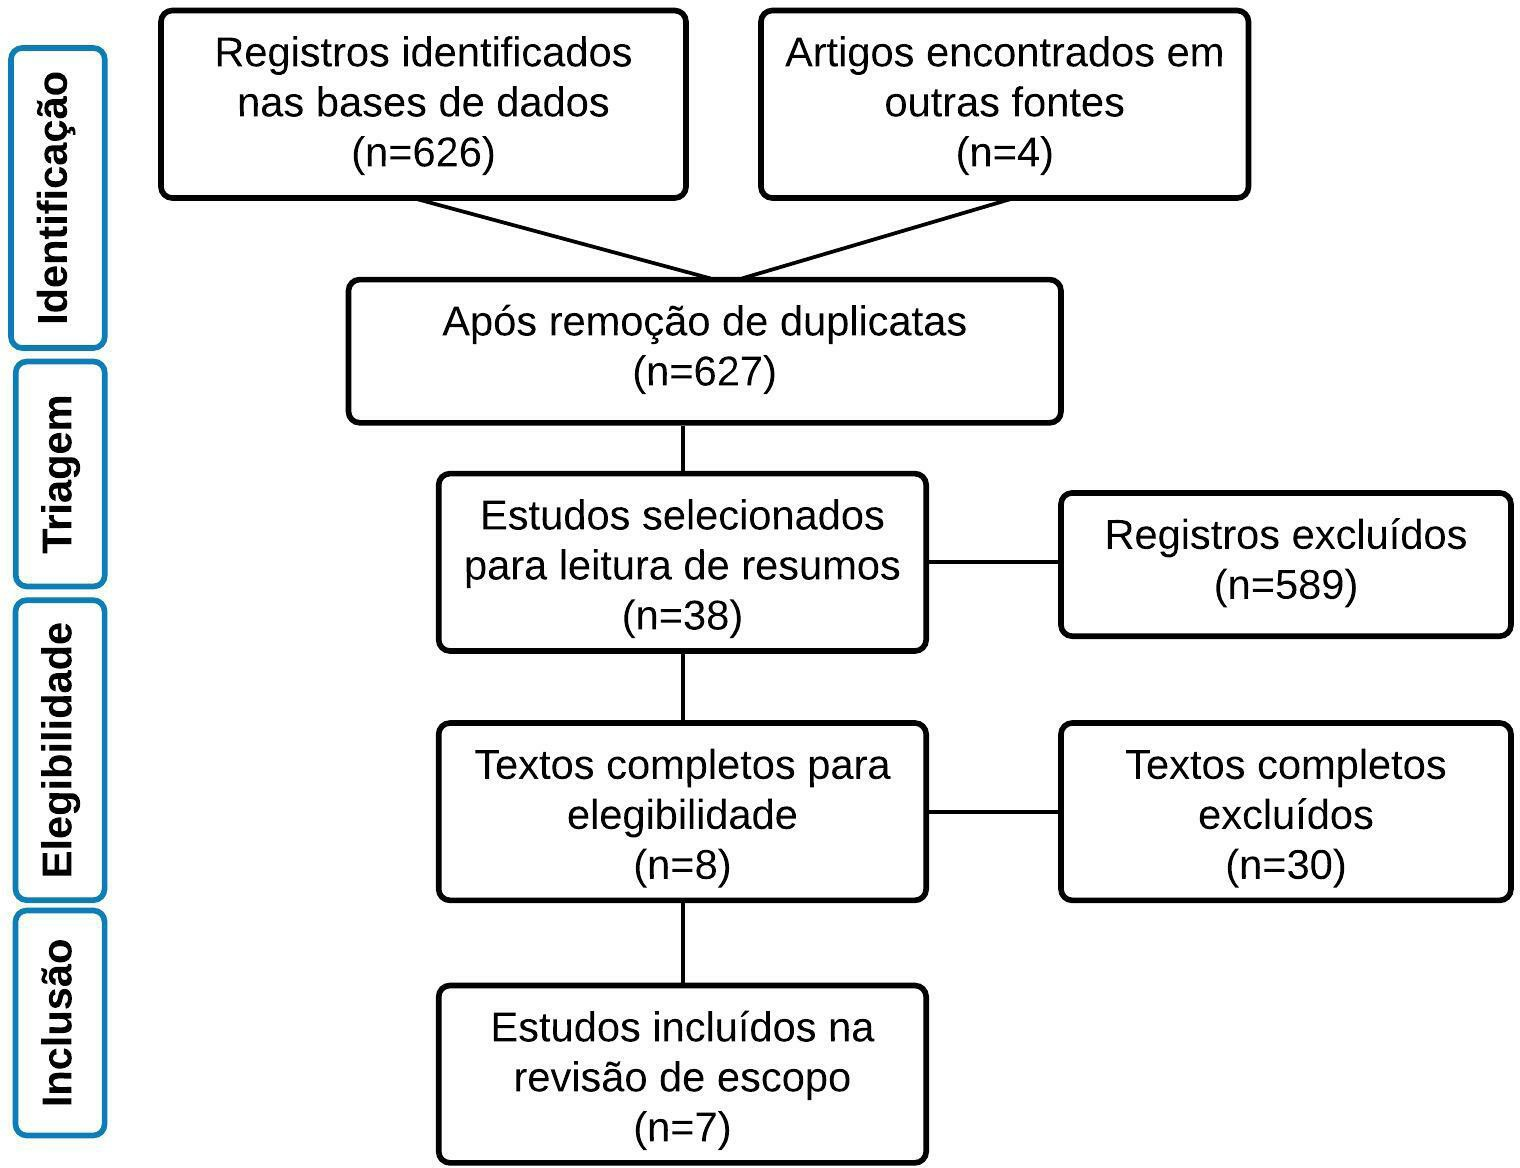 Identificação
Registros identificados
nas bases de dados
(n=626)
Artigos encontrados em
outras fontes
(n=4)
Após remoção de duplicatas
(n=627)
Triagem
Estudos selecionados
para leitura de resumos
(n=38)
Registros excluídos
(n=589)
Elegibilidade
Textos completos para
elegibilidade
(n=8)
Textos completos
excluídos
(n=30)
Inclusão
Estudos incluídos na
revisão de escopo
(n=7)